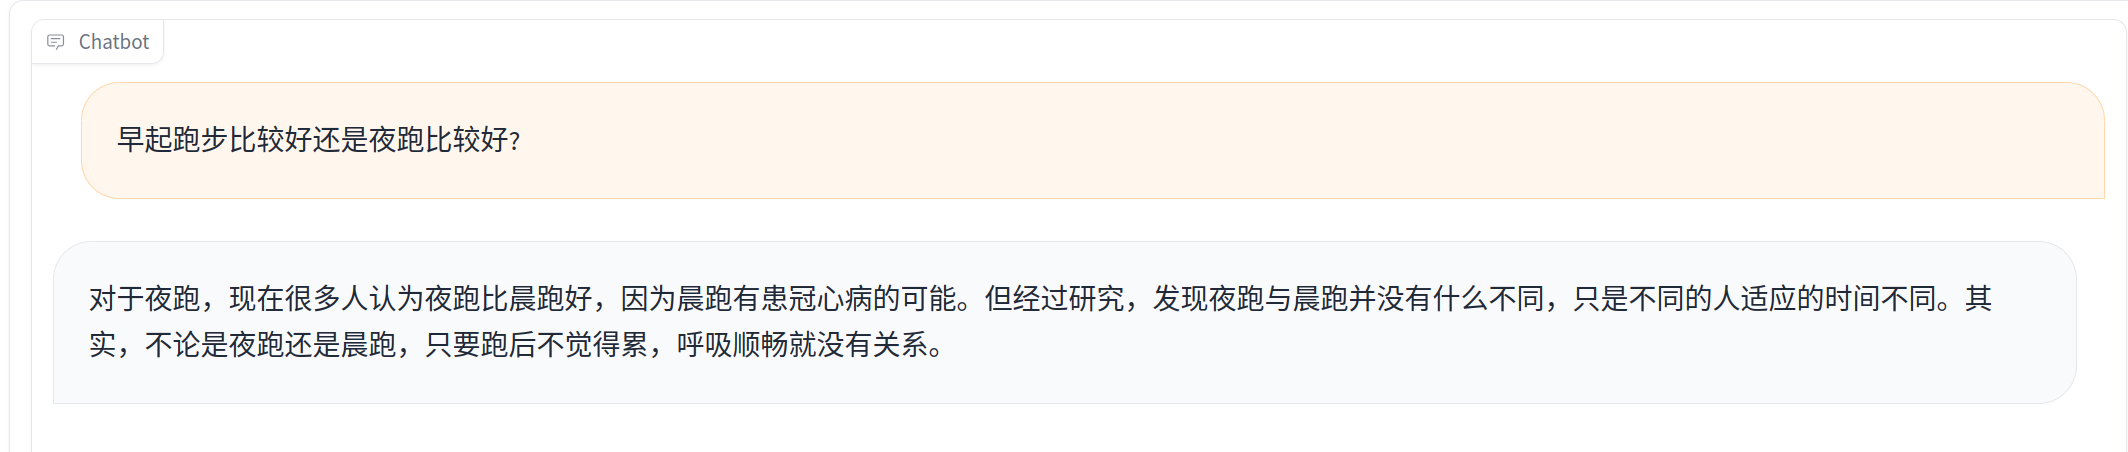 Chatbot
早起跑步比较好还是夜跑比较好?
对于夜跑，现在很多人认为夜跑比晨跑好，因为晨跑有患冠心病的可能。但经过研究，发现夜跑与晨跑并没有什么不同，只是不同的人适应的时间不同。其
实，不论是夜跑还是晨跑，只要跑后不觉得累，呼吸顺畅就没有关系。